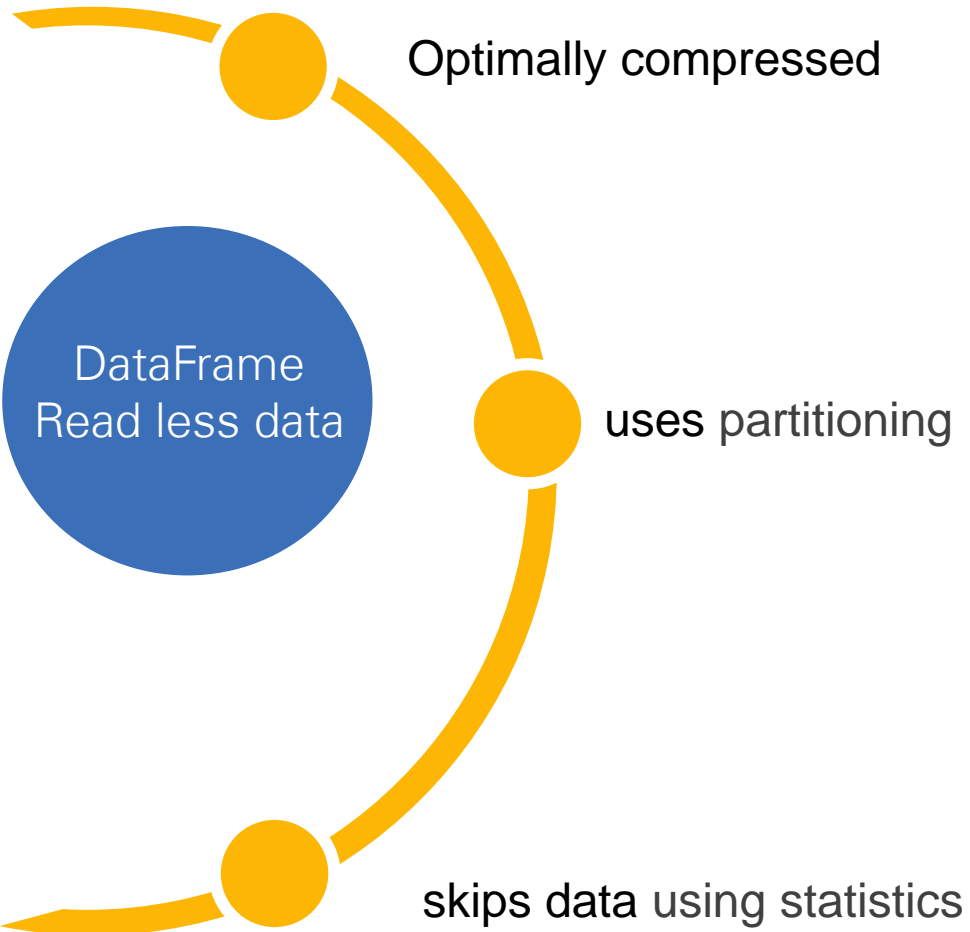 Optimally compressed
DataFrame
Read less data
uses partitioning
skips data using statistics